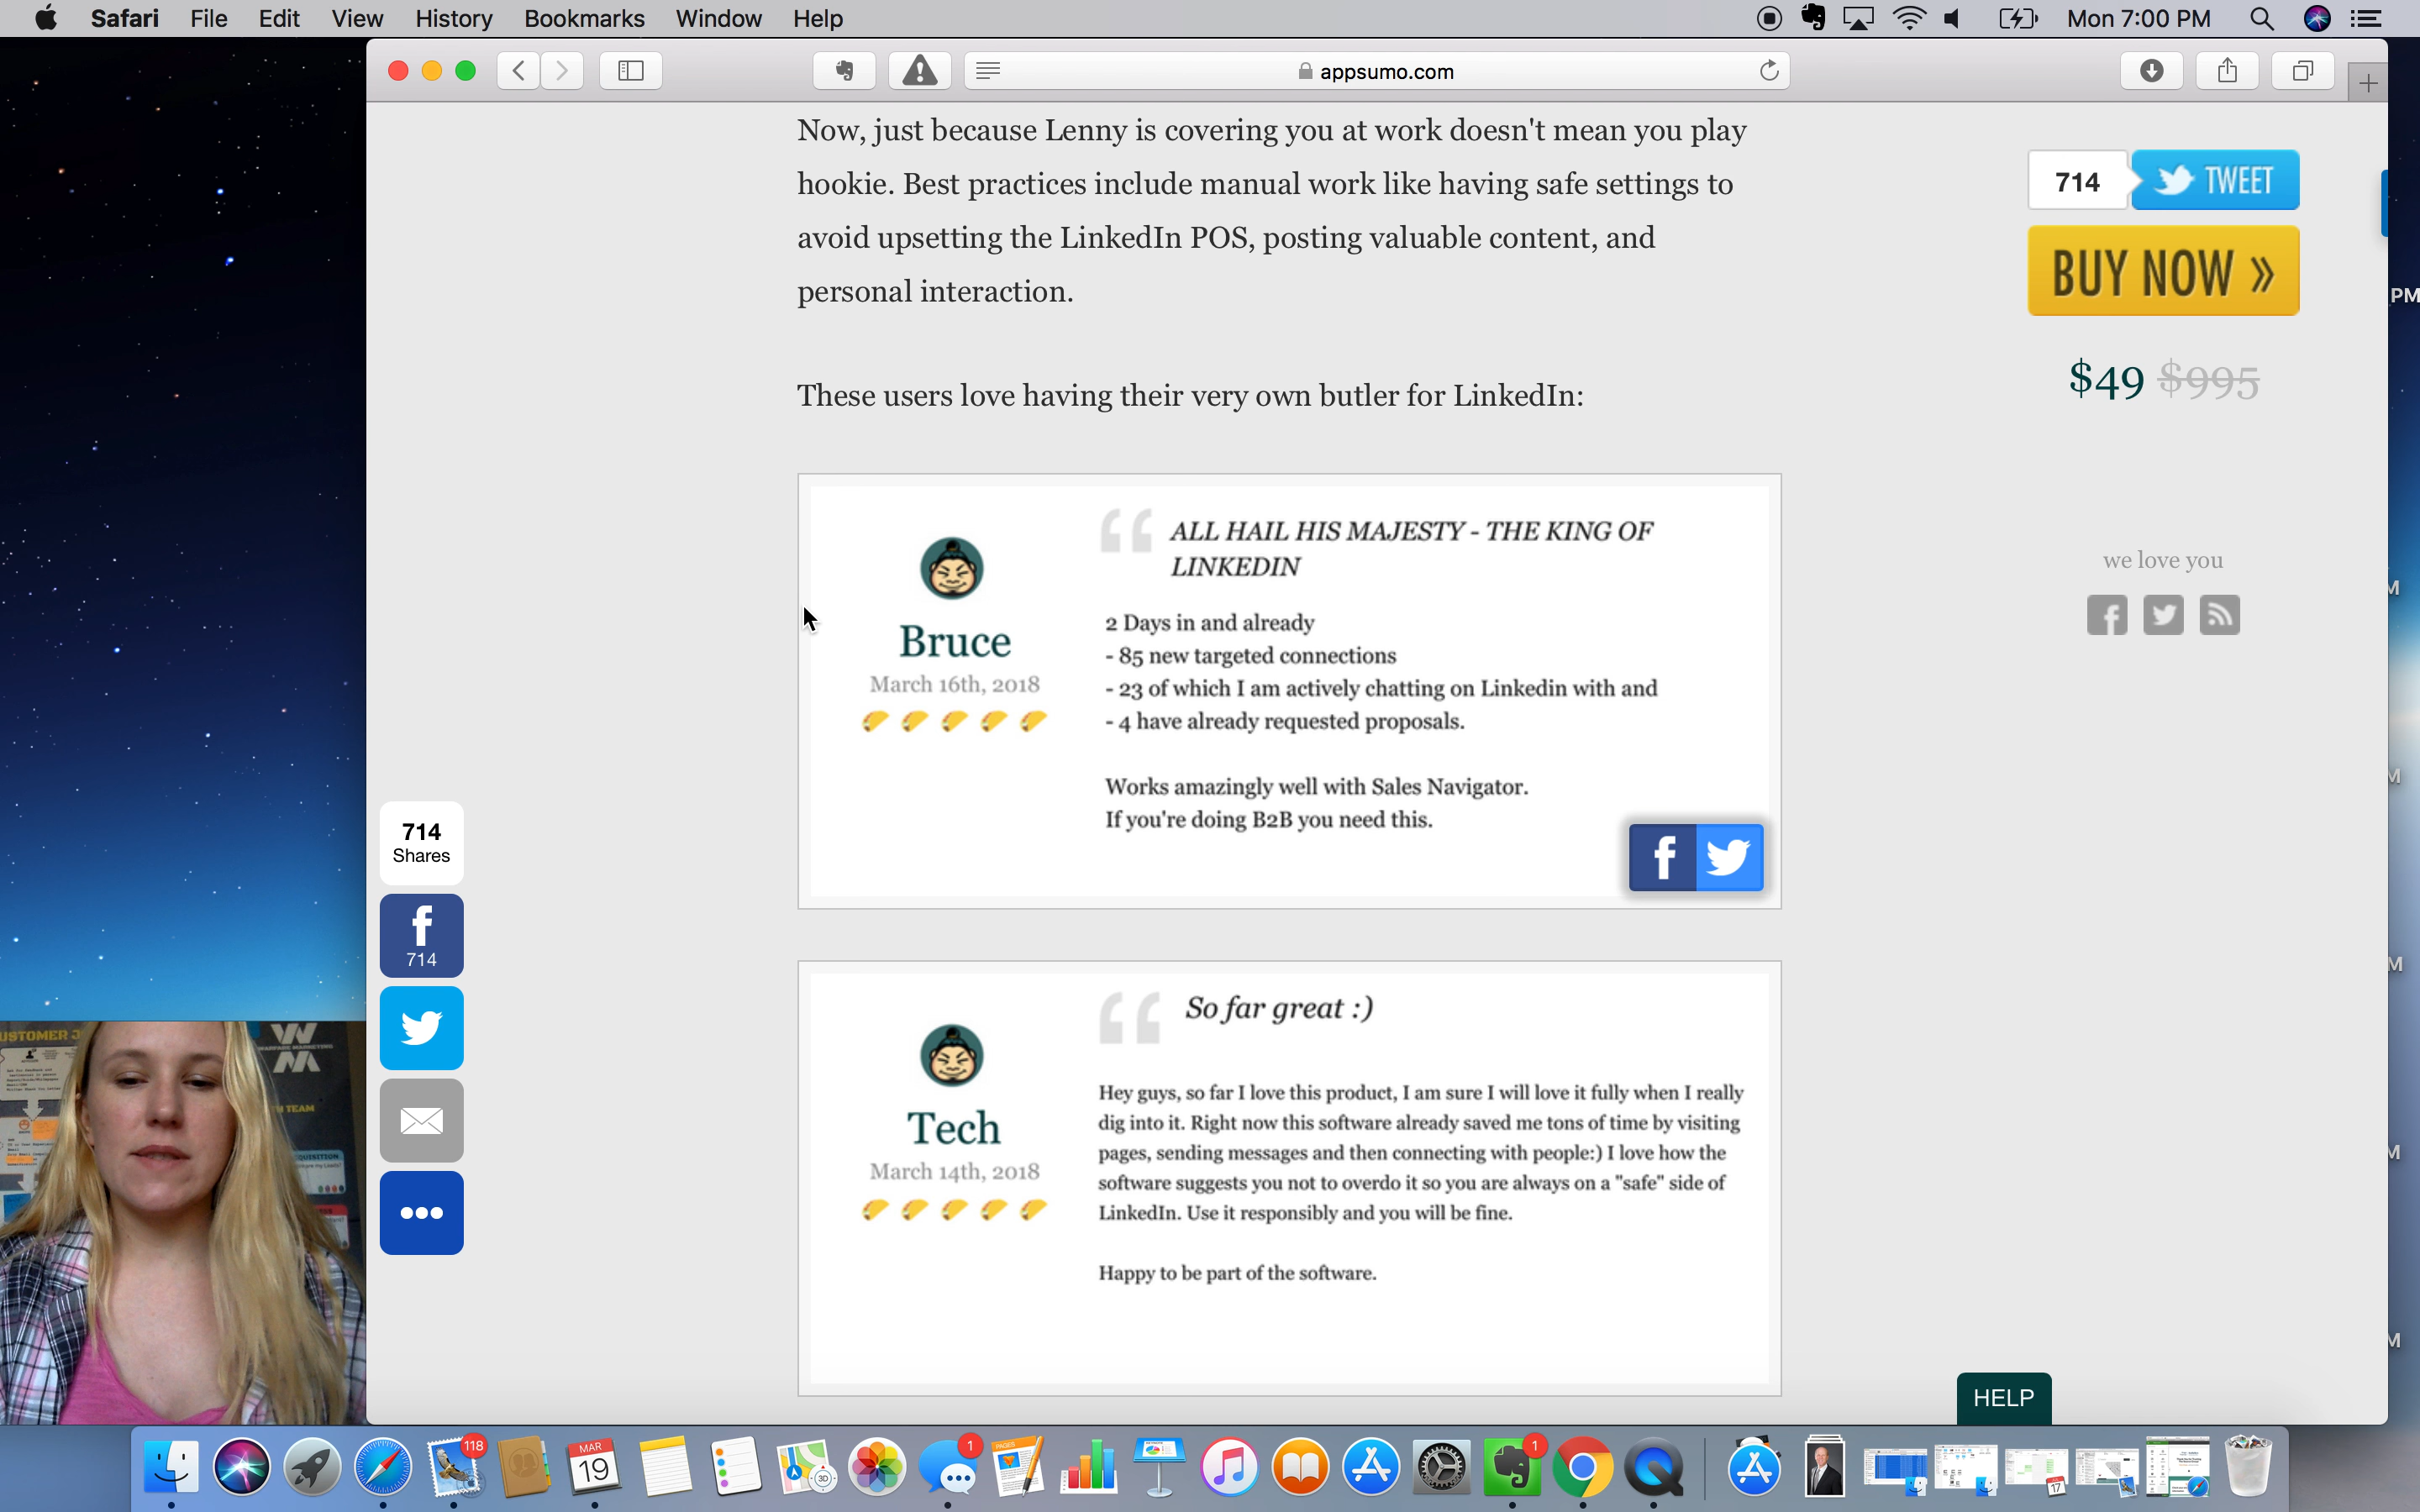 Safari File Edit View History Bookmarks Window Help
Mon 7:00 PM
appsumo.com
Now, just because Lenny is covering you at work doesn't mean you play
hookie. Best practices include manual work like having safe settings to
avoid upsetting the LinkedIn POS, posting valuable content, and
personal interaction.
These users love having their very own butler for LinkedIn:
714 TWEET
BUY NOW »
$49 $995
we love you
ALL HAIL HIS MAJESTY - THE KING OF
LINKEDIN
Bruce
March 16th, 2018
2 Days in and already
- 85 new targeted connections
- 23 of which I am actively chatting on Linkedin with and
- 4 have already requested proposals.
Works amazingly well with Sales Navigator.
If you're doing B2B you need this.
714
Shares
714
So far great :)
Tech
March 14th, 2018
Hey guys, so far I love this product, I am sure I will love it fully when I really
dig into it. Right now this software already saved me tons of time by visiting
pages, sending messages and then connecting with people:) I love how the
software suggests you not to overdo it so you are always on a "safe" side of
LinkedIn. Use it responsibly and you will be fine.
Happy to be part of the software.
HELP
PM
M
M
M
M
M
USTOMER J
WM
TEAM
118
MAR
19
3D
1
PAGES
1
17